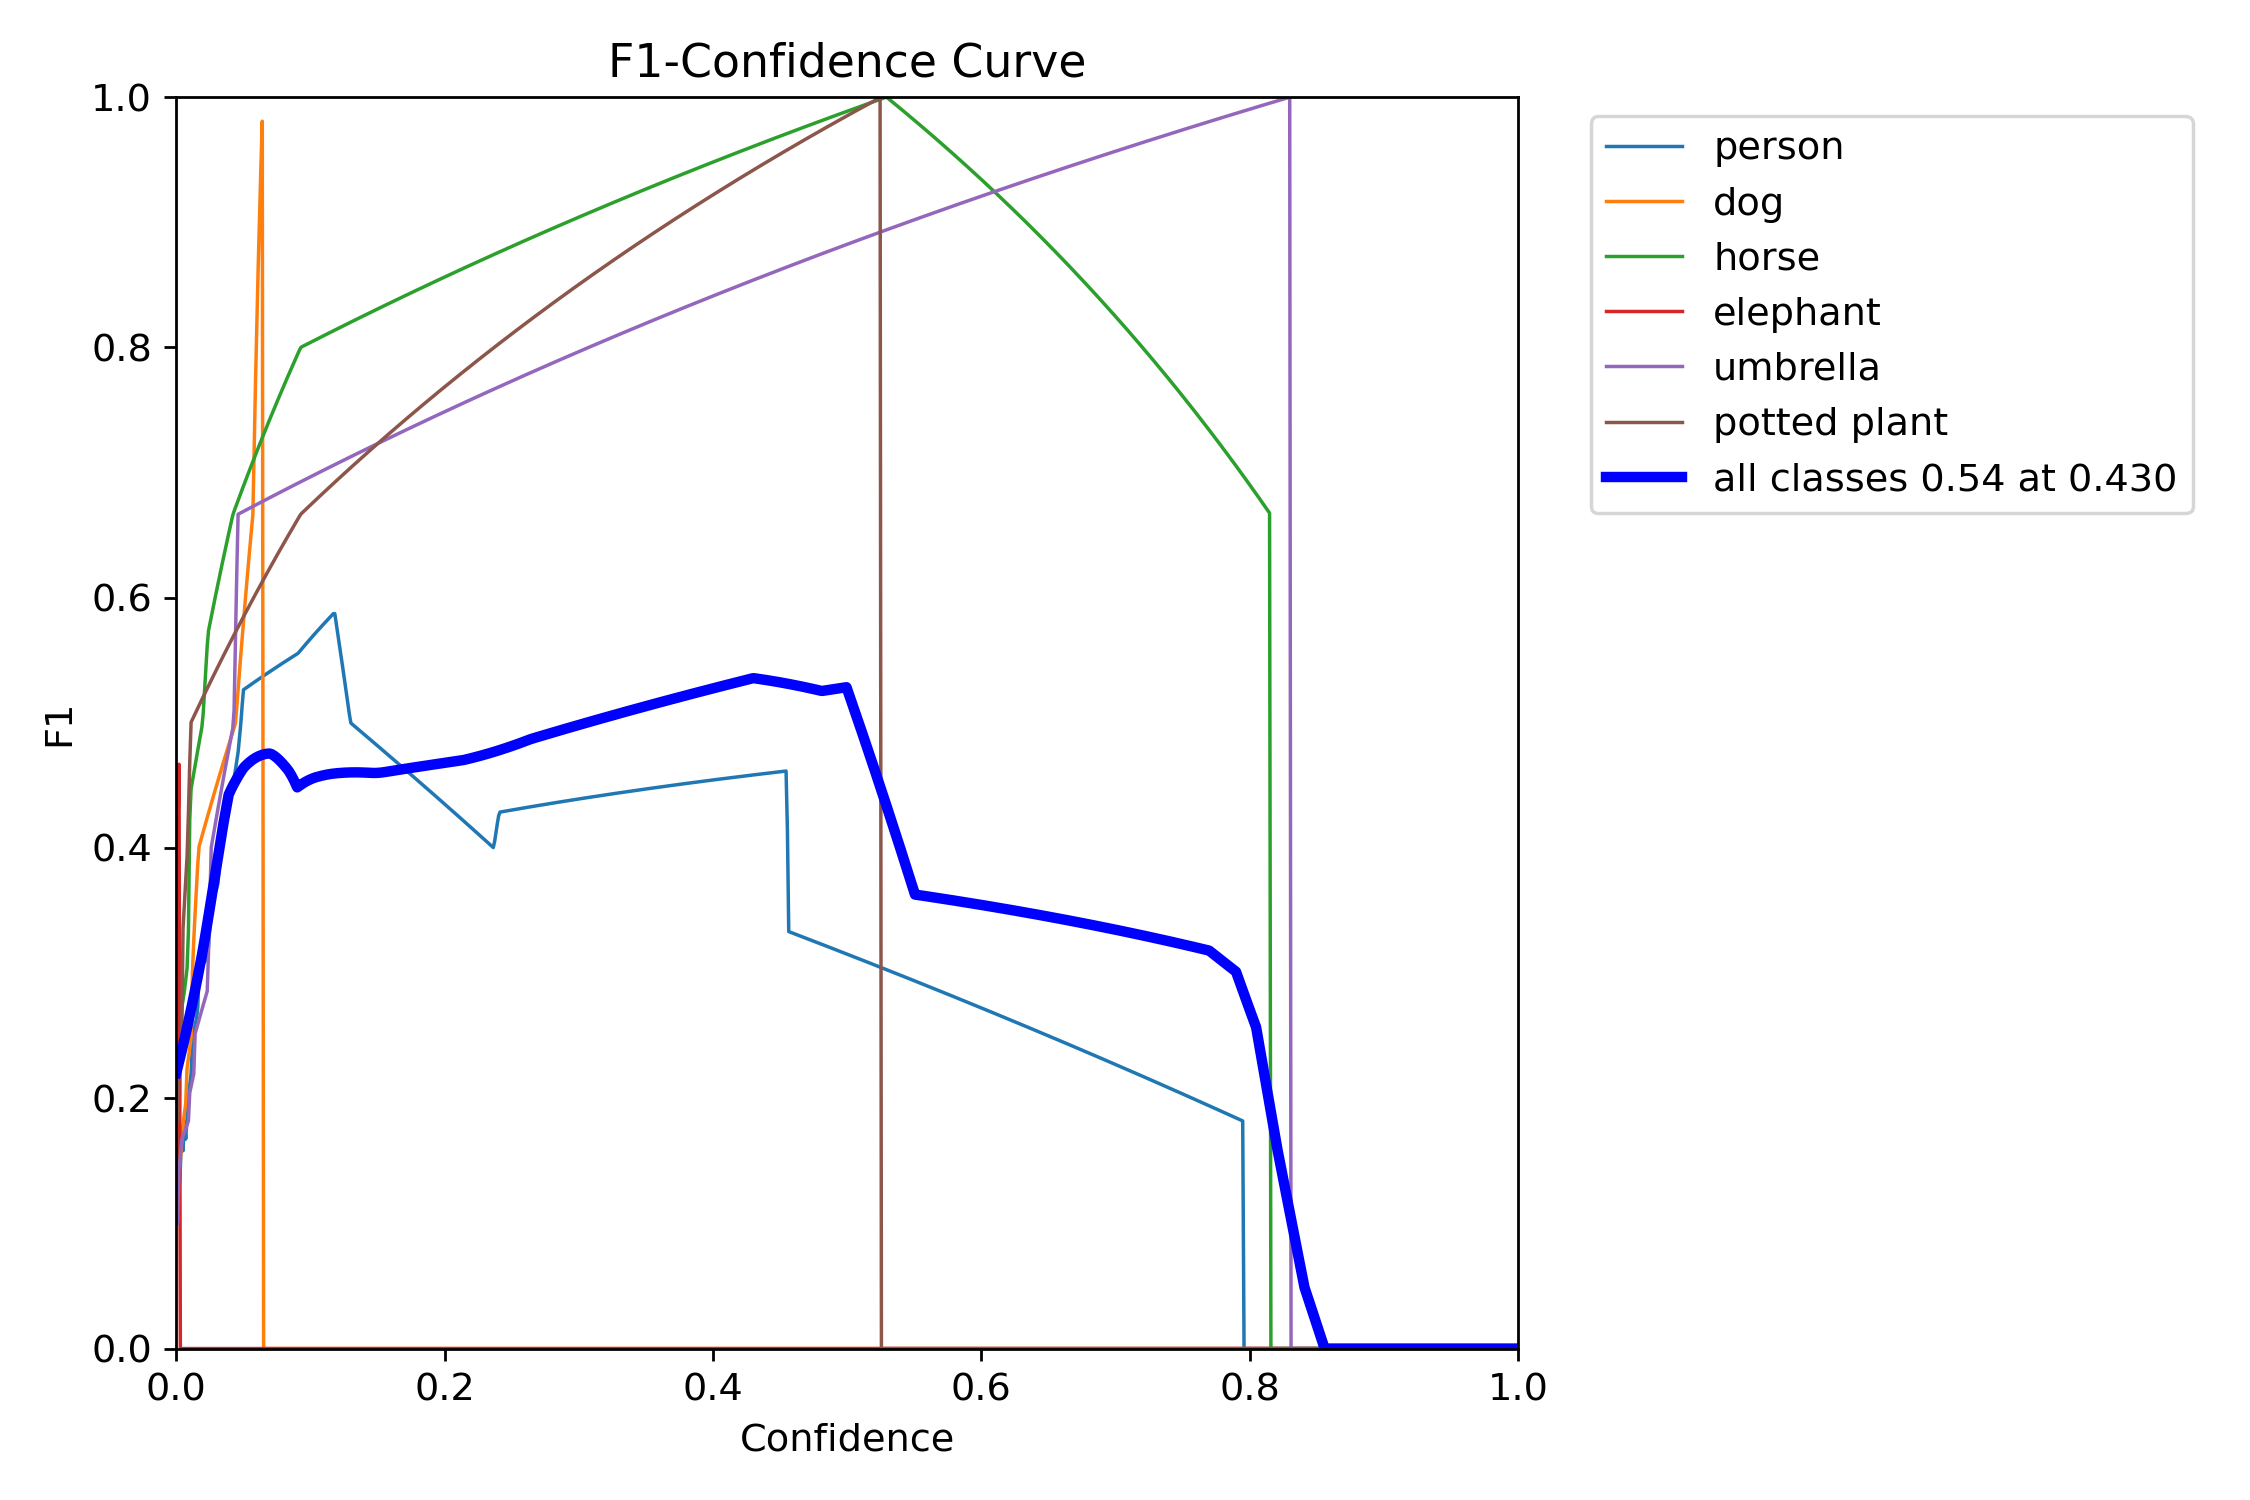 F1-Confidence Curve
1.0
0.8
0.6
0.4
0.2
0.0
F1
0.0 0.2 0.4 0.6 0.8 1.0
Confidence
person
dog
horse
elephant
umbrella
potted plant
all classes 0.54 at 0.430